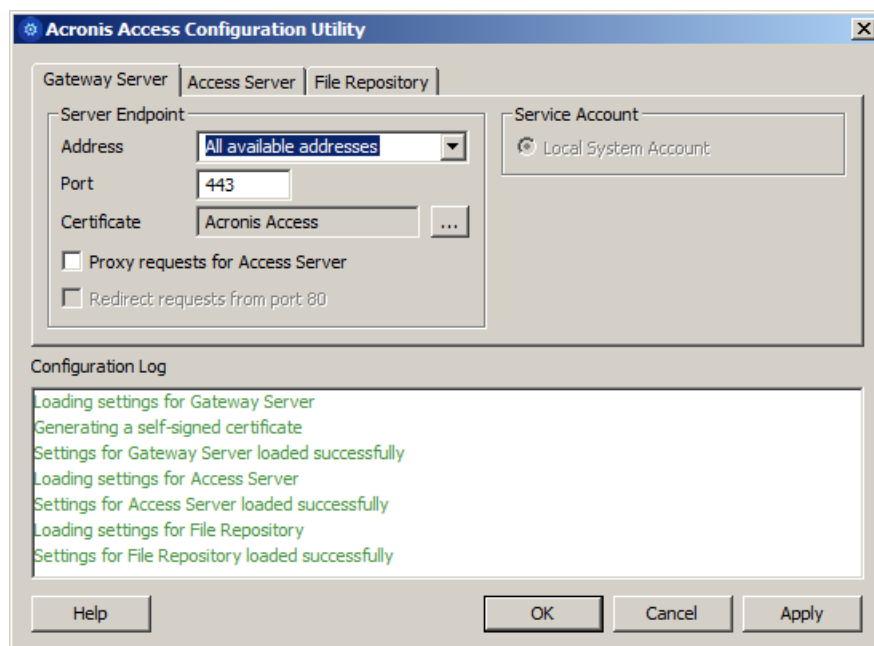 Acronis Access Configuration Utility
Gateway Server Access Server File Repository
Server Endpoint
Address All available addresses
Port 443
Certificate Acronis Access ...
Proxy requests for Access Server
Redirect requests from port 80
Service Account
Local System Account
Configuration Log
Loading settings for Gateway Server
Generating a self-signed certificate
Settings for Gateway Server loaded successfully
Loading settings for Access Server
Settings for Access Server loaded successfully
Loading settings for File Repository
Settings for File Repository loaded successfully
Help OK Cancel Apply